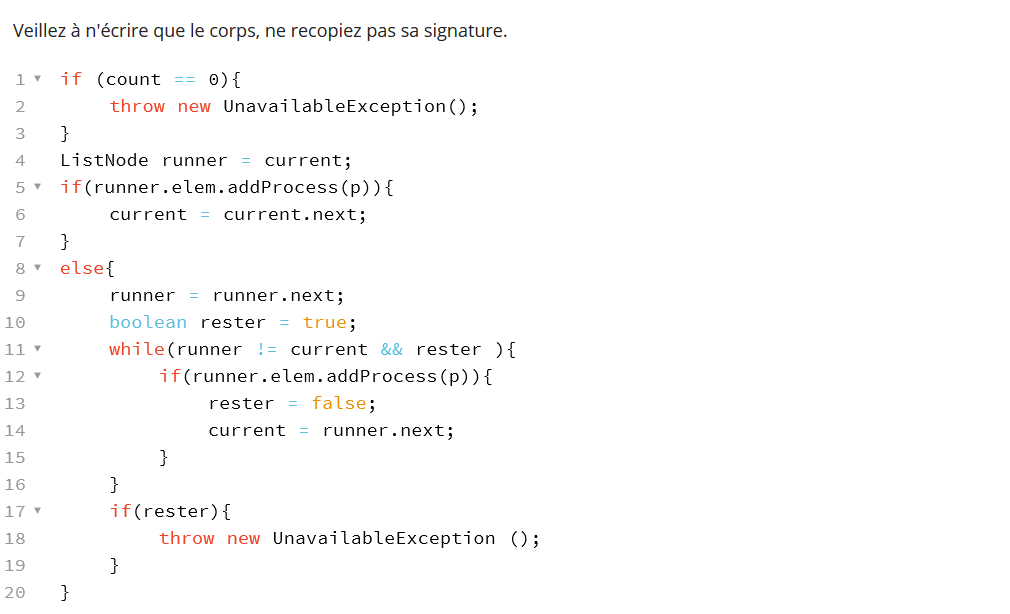 Veillez à n'écrire que le corps, ne recopiez pas sa signature.
1 ▼ if (count == 0){
2 throw new UnavailableException();
3 }
4 ListNode runner = current;
5 ▼ if(runner.elem.addProcess(p)){
6 current = current.next;
7 }
8 ▼ else{
9 runner = runner.next;
10 boolean rester = true;
11 ▼ while(runner != current && rester ){
12 ▼ if(runner.elem.addProcess(p)){
13 rester = false;
14 current = runner.next;
15 }
16 }
17 ▼ if(rester){
18 throw new UnavailableException ();
19 }
20 }